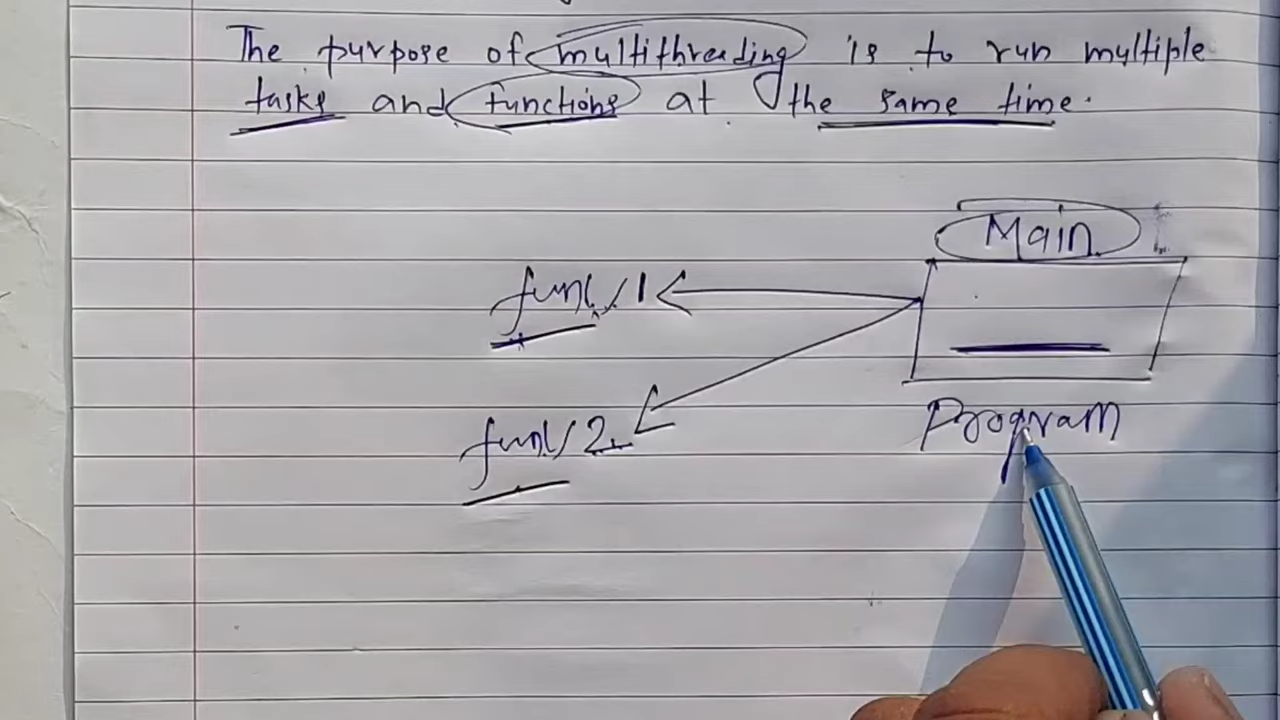 The purpose of multithreading is to run multiple
tasks and functions at the same time.
Main
func/1
func/2
Program